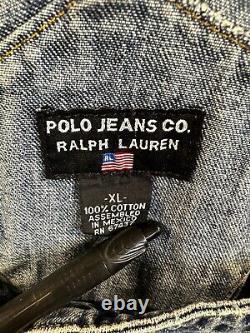 POLO JEANS CO.
RALPH LAUREN
RL
-XL-
100% COTTON
ASSEMBLED
IN MEXICO